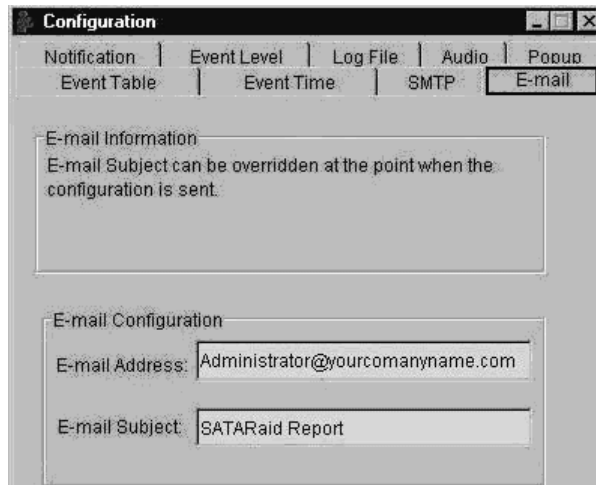 Configuration
Notification Event Level Log File Audio Popup
Event Table Event Time SMTP E-mail
E-mail Information
E-mail Subject can be overridden at the point when the
configuration is sent.
E-mail Configuration
E-mail Address: Administrator@yourcomanyname.com
E-mail Subject: SATARaid Report